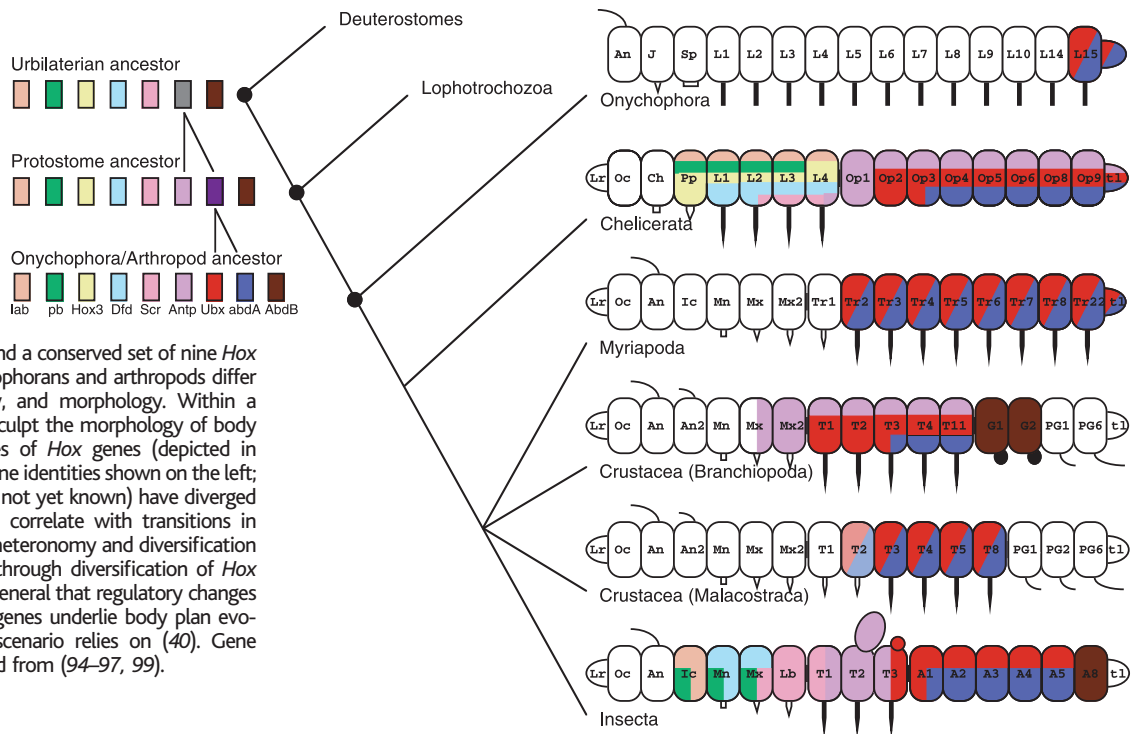 Deuterostomes
Urbilaterian ancestor
Lophotrochozoa
Protostome ancestor
Onychophora/Arthropod ancestor
lab pb Hox3 Dfd Scr Antp Ubx abdA AbdB
nd a conserved set of nine Hox
ophorans and arthropods differ
y, and morphology. Within a
culpt the morphology of body
es of Hox genes (depicted in
ne identities shown on the left;
not yet known) have diverged
correlate with transitions in
heteronomy and diversification
through diversification of Hox
general that regulatory changes
genes underlie body plan evo-
scenario relies on (40). Gene
d from (94–97, 99).
An J Sp L1 L2 L3 L4 L5 L6 L7 L8 L9 L10 L14 L15
Onychophora
Lr Oc Ch Pp L1 L2 L3 L4 Op1 Op2 Op3 Op4 Op5 Op6 Op8 Op9 tl
Chelicerata
Lr Oc An Ic Mn Mx Mx2 Tr1 Tr2 Tr3 Tr4 Tr5 Tr6 Tr7 Tr8 Tr22 tl
Myriapoda
Lr Oc An An2 Mn Mx Mx2 T1 T2 T3 T4 T11 G1 G2 PG1 PG6 tl
Crustacea (Branchiopoda)
Lr Oc An An2 Mn Mx Mx2 T1 T2 T3 T4 T5 T8 PG1 PG2 PG6 tl
Crustacea (Malacostraca)
Lr Oc An Ic Mn Mx Lb T1 T2 T3 A1 A2 A3 A4 A5 A8 tl
Insecta